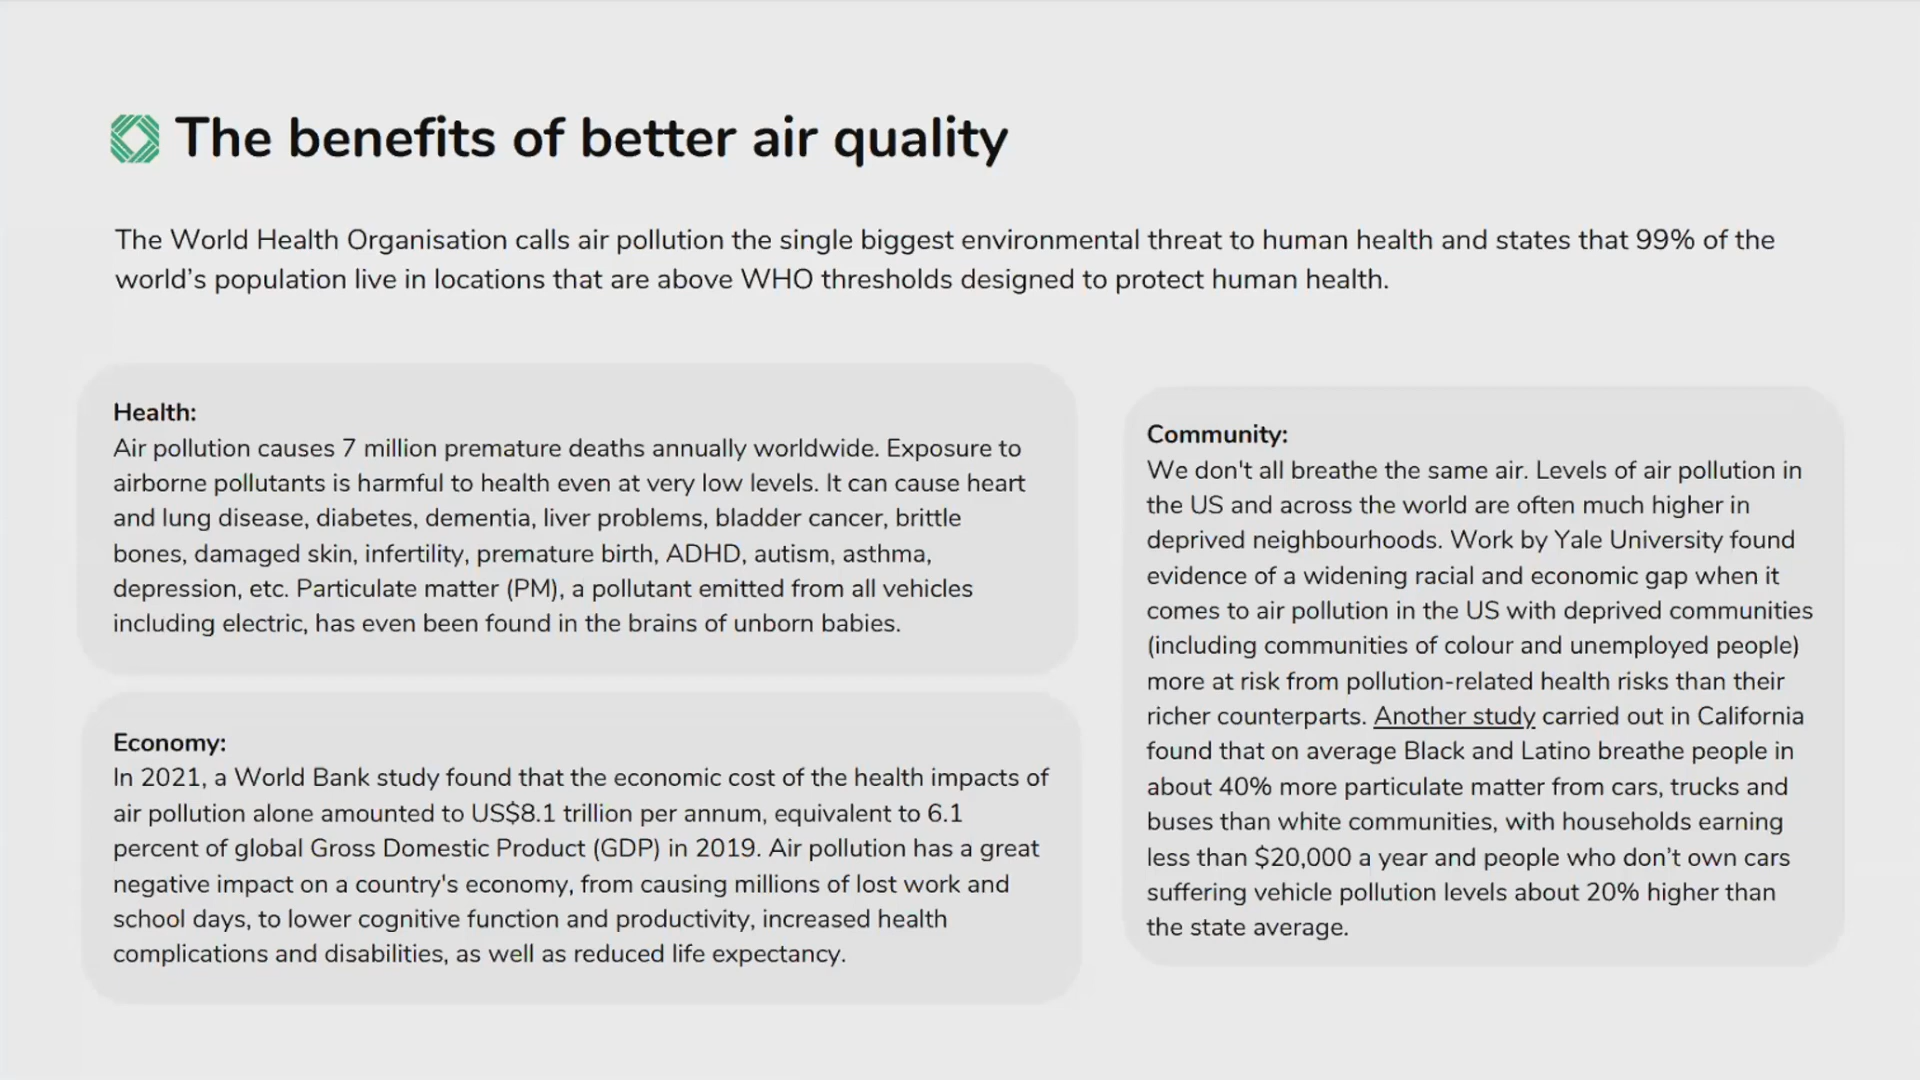 The benefits of better air quality
The World Health Organisation calls air pollution the single biggest environmental threat to human health and states that 99% of the
world’s population live in locations that are above WHO thresholds designed to protect human health.
Health:
Air pollution causes 7 million premature deaths annually worldwide. Exposure to
airborne pollutants is harmful to health even at very low levels. It can cause heart
and lung disease, diabetes, dementia, liver problems, bladder cancer, brittle
bones, damaged skin, infertility, premature birth, ADHD, autism, asthma,
depression, etc. Particulate matter (PM), a pollutant emitted from all vehicles
including electric, has even been found in the brains of unborn babies.
Economy:
In 2021, a World Bank study found that the economic cost of the health impacts of
air pollution alone amounted to US$8.1 trillion per annum, equivalent to 6.1
percent of global Gross Domestic Product (GDP) in 2019. Air pollution has a great
negative impact on a country's economy, from causing millions of lost work and
school days, to lower cognitive function and productivity, increased health
complications and disabilities, as well as reduced life expectancy.
Community:
We don't all breathe the same air. Levels of air pollution in
the US and across the world are often much higher in
deprived neighbourhoods. Work by Yale University found
evidence of a widening racial and economic gap when it
comes to air pollution in the US with deprived communities
(including communities of colour and unemployed people)
more at risk from pollution-related health risks than their
richer counterparts. Another study carried out in California
found that on average Black and Latino breathe people in
about 40% more particulate matter from cars, trucks and
buses than white communities, with households earning
less than $20,000 a year and people who don’t own cars
suffering vehicle pollution levels about 20% higher than
the state average.